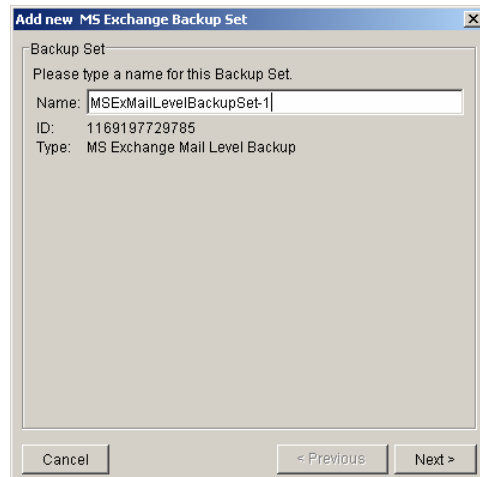 Add new MS Exchange Backup Set
Backup Set
Please type a name for this Backup Set.
Name: MSExMailLevelBackupSet-1
ID: 1169197729785
Type: MS Exchange Mail Level Backup
Cancel < Previous Next >